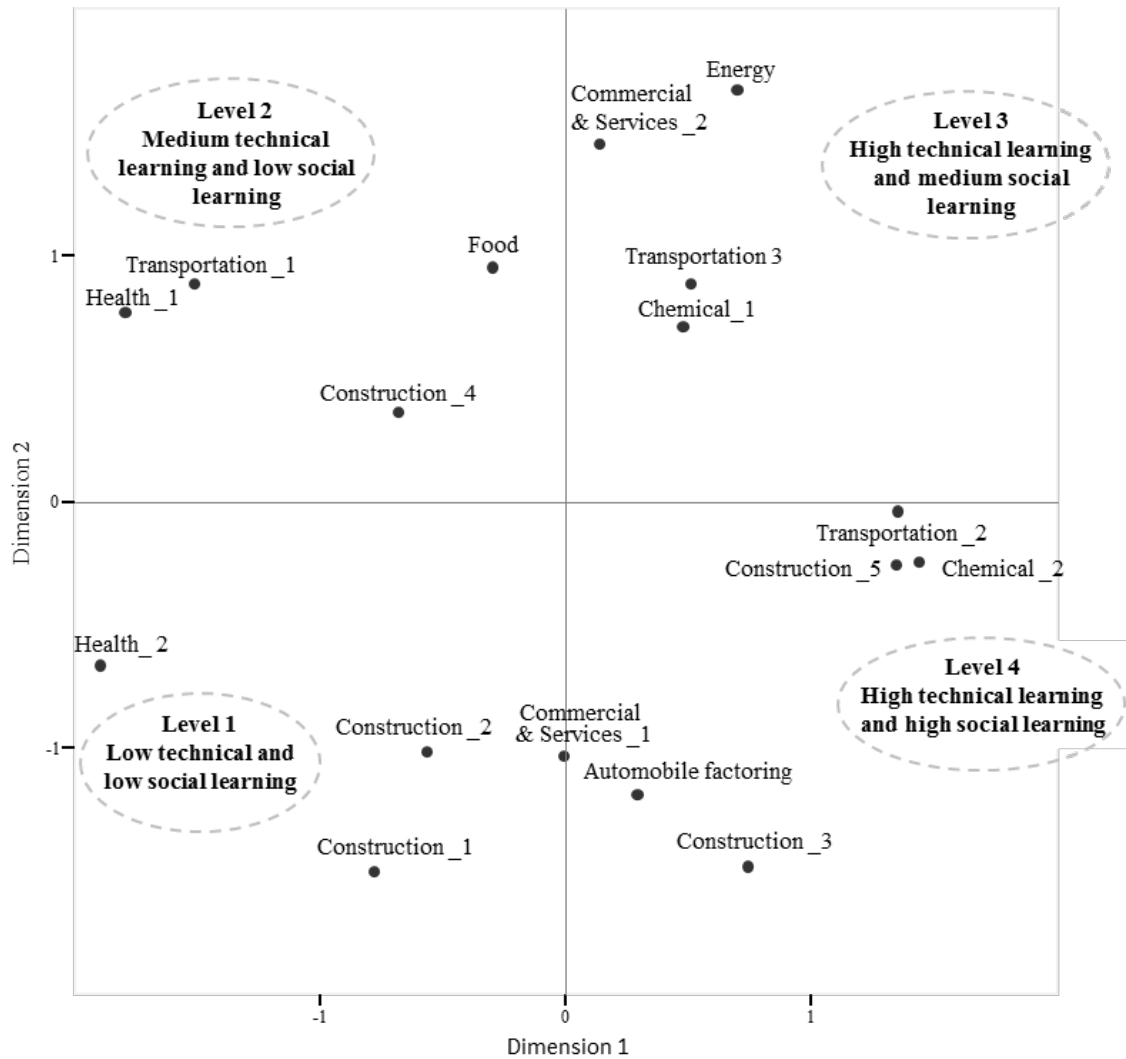 Energy
Commercial
& Services _2
Level 2
Medium technical
learning and low social
learning
Level 3
High technical learning
and medium social
learning
Food
1
Transportation _1
Transportation 3
Health _1
Chemical_1
Construction _4
Dimension 2
0
Transportation _2
Construction _5
Chemical _2
Health_ 2
Level 4
High technical learning
and high social learning
Level 1
Low technical and
low social learning
Construction _2
Commercial
& Services _1
-1
Automobile factoring
Construction _1
Construction _3
-1
0
1
Dimension 1